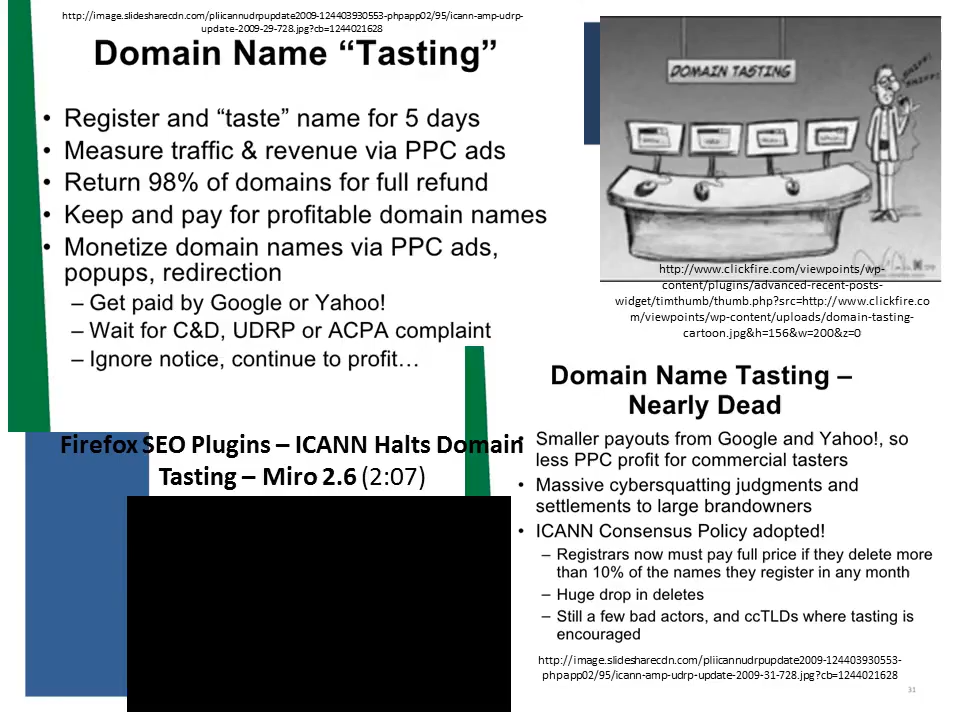 http://image.slidesharecdn.com/pliicannudrpupdate2009-124403930553-phpapp02/95/icann-amp-udrp-
update-2009-29-728.jpg?cb=1244021628
Domain Name “Tasting”
• Register and “taste” name for 5 days
• Measure traffic & revenue via PPC ads
• Return 98% of domains for full refund
• Keep and pay for profitable domain names
• Monetize domain names via PPC ads,
popups, redirection
– Get paid by Google or Yahoo!
– Wait for C&D, UDRP or ACPA complaint
– Ignore notice, continue to profit…
DOMAIN TASTING
SNIFF!
SNIFF!
http://www.clickfire.com/viewpoints/wp-
content/plugins/advanced-recent-posts-
widget/timthumb/thumb.php?src=http://www.clickfire.co
m/viewpoints/wp-content/uploads/domain-tasting-
cartoon.jpg&h=156&w=200&z=0
Firefox SEO Plugins – ICANN Halts Domain
Tasting – Miro 2.6 (2:07)
Domain Name Tasting –
Nearly Dead
• Smaller payouts from Google and Yahoo!, so
less PPC profit for commercial tasters
• Massive cybersquatting judgments and
settlements to large brandowners
• ICANN Consensus Policy adopted!
– Registrars now must pay full price if they delete more
than 10% of the names they register in any month
– Huge drop in deletes
– Still a few bad actors, and ccTLDs where tasting is
encouraged
http://image.slidesharecdn.com/pliicannudrpupdate2009-124403930553-
phpapp02/95/icann-amp-udrp-update-2009-31-728.jpg?cb=1244021628
31